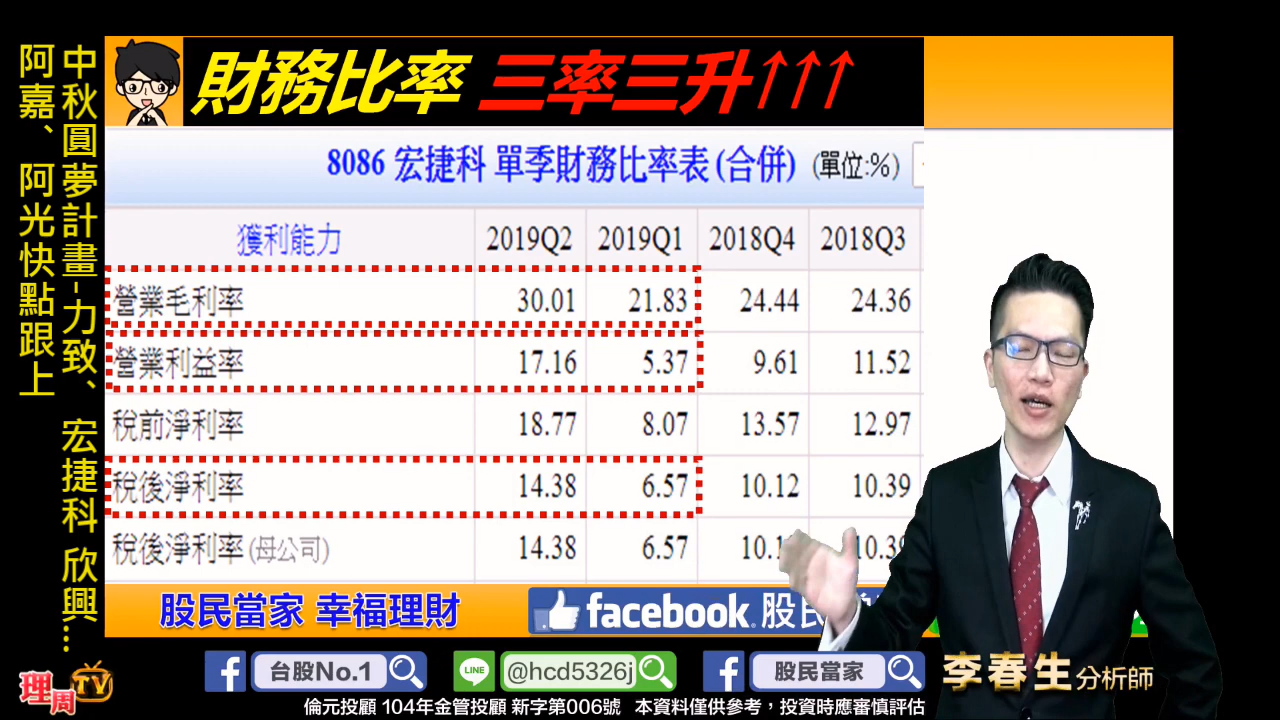 中秋圓夢計畫-力致、宏捷科 欣興...
阿嘉、阿光快點跟上
財務比率 三率三升↑↑↑
8086 宏捷科 單季財務比率表(合併) (單位:%)
獲利能力 2019Q2 2019Q1 2018Q4 2018Q3
營業毛利率 30.01 21.83 24.44 24.36
營業利益率 17.16 5.37 9.61 11.52
稅前淨利率 18.77 8.07 13.57 12.97
稅後淨利率 14.38 6.57 10.12 10.39
稅後淨利率 (母公司) 14.38 6.57 10.1 10.39
股民當家 幸福理財 facebook 股民
理周TV
台股No.1 LINE @hcd5326j 股民當家
李春生分析師
倫元投顧 104年金管投顧 新字第006號 本資料僅供參考,投資時應審慎評估